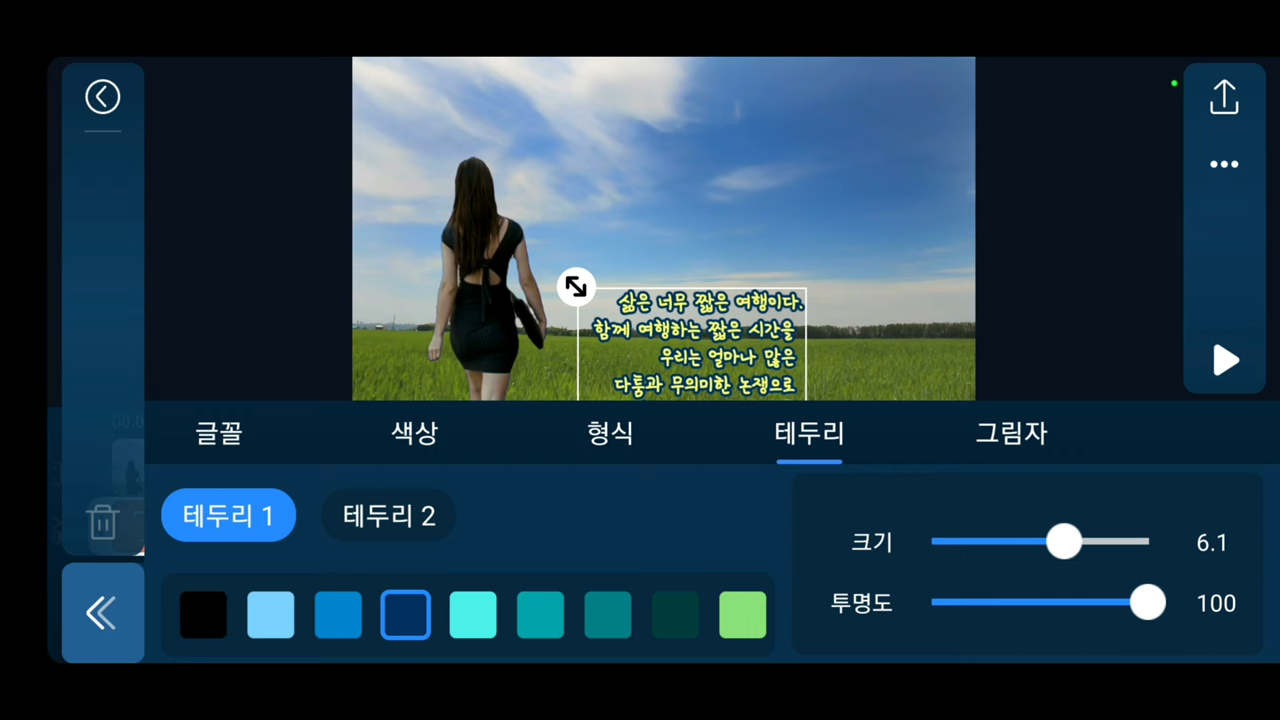 삶은 너무 짧은 여행이다.
함께 여행하는 짧은 시간을
우리는 얼마나 많은
다툼과 무의미한 논쟁으로
글꼴 색상 형식 테두리 그림자
테두리 1 테두리 2
크기 6.1
투명도 100